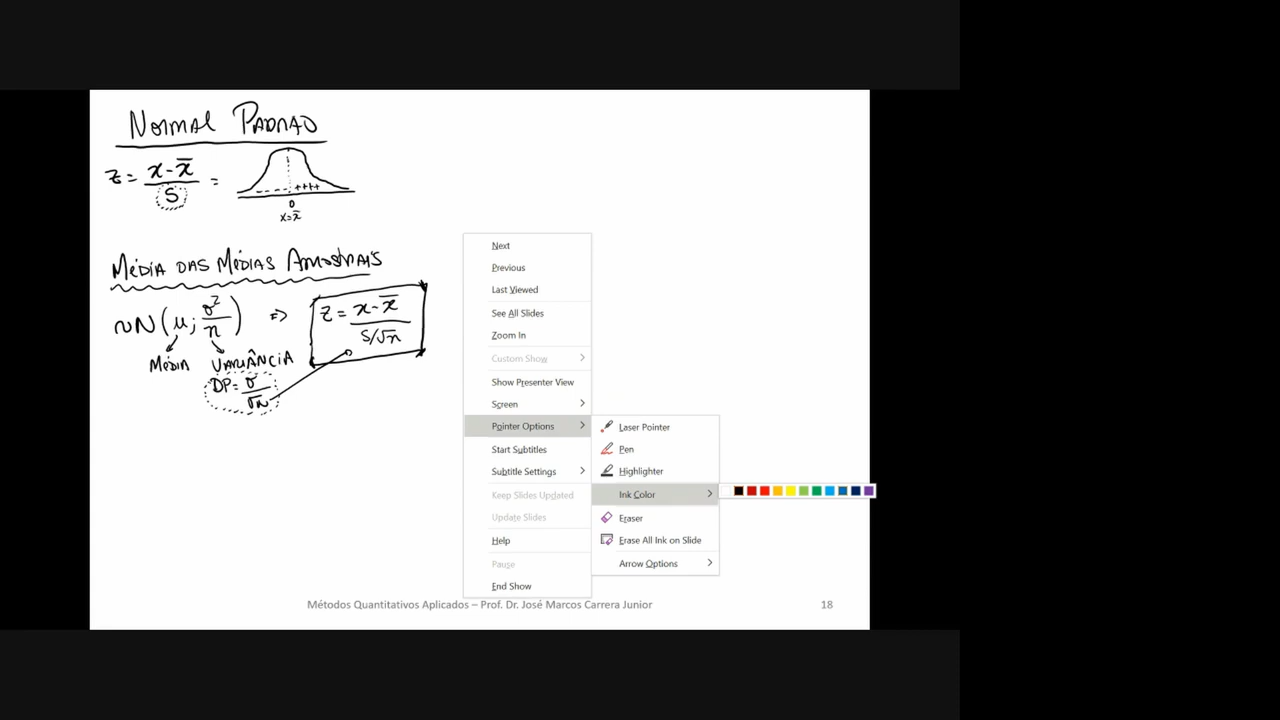 NORMAL PADRAO
z = x - x̄ / S =
++++
0
x = x̄
MÉDIA DAS MÉDIAS AMOSTRAIS
~N(μ; σ²/n) => z = x - x̄ / S/√n
MÉDIA VARIÂNCIA
DP = σ/√n
Next
Previous
Last Viewed
See All Slides
Zoom In
Custom Show
Show Presenter View
Screen
Pointer Options
Start Subtitles
Subtitle Settings
Keep Slides Updated
Update Slides
Help
Pause
End Show
Laser Pointer
Pen
Highlighter
Ink Color
Eraser
Erase All Ink on Slide
Arrow Options
Métodos Quantitativos Aplicados – Prof. Dr. José Marcos Carrera Junior 18